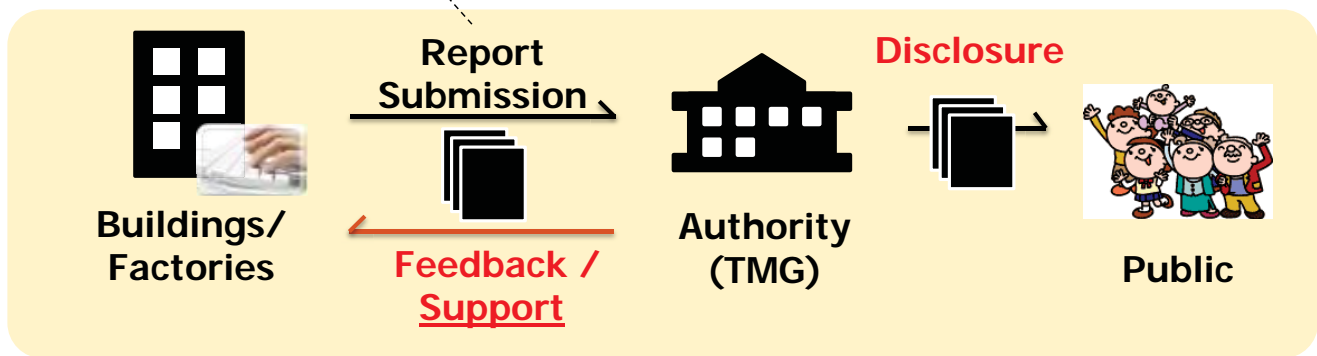 Report
Submission
Disclosure
Buildings/
Factories
Feedback /
Support
Authority
(TMG)
Public